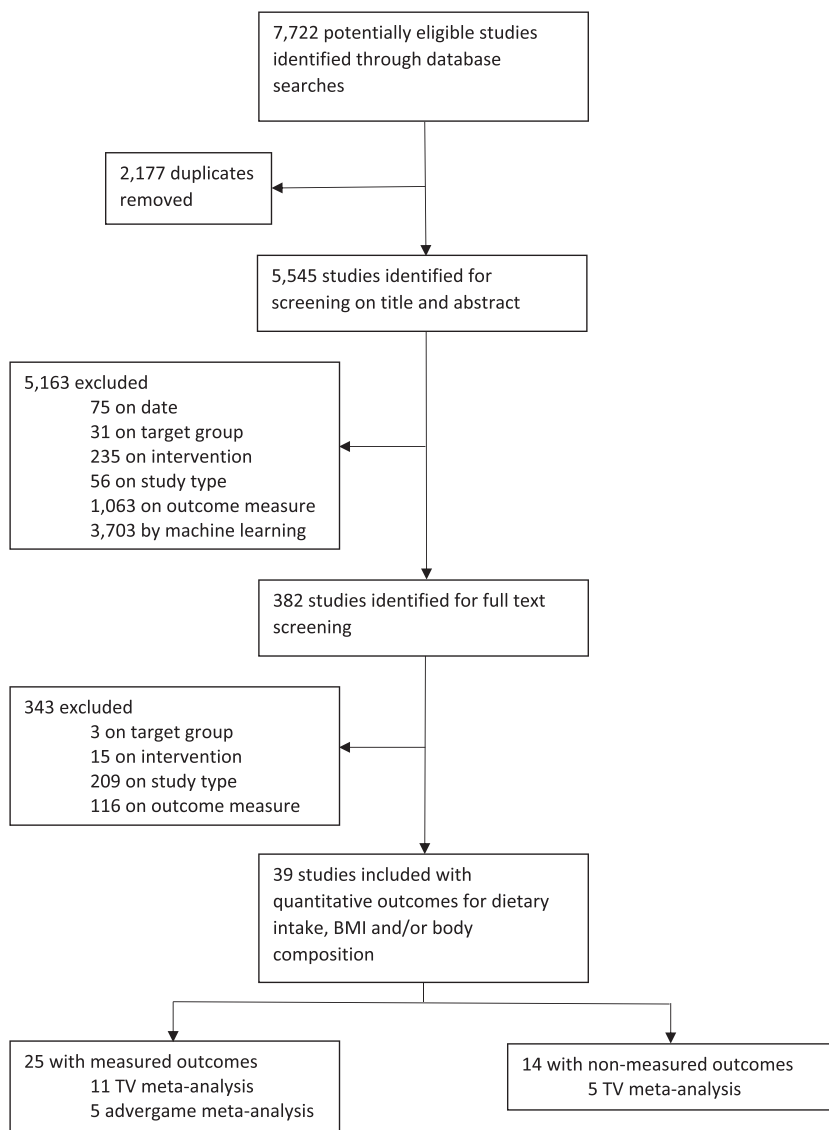 7,722 potentially eligible studies
identified through database
searches
2,177 duplicates
removed
5,545 studies identified for
screening on title and abstract
5,163 excluded
75 on date
31 on target group
235 on intervention
56 on study type
1,063 on outcome measure
3,703 by machine learning
382 studies identified for full text
screening
343 excluded
3 on target group
15 on intervention
209 on study type
116 on outcome measure
39 studies included with
quantitative outcomes for dietary
intake, BMI and/or body
composition
25 with measured outcomes
11 TV meta-analysis
5 advergame meta-analysis
14 with non-measured outcomes
5 TV meta-analysis